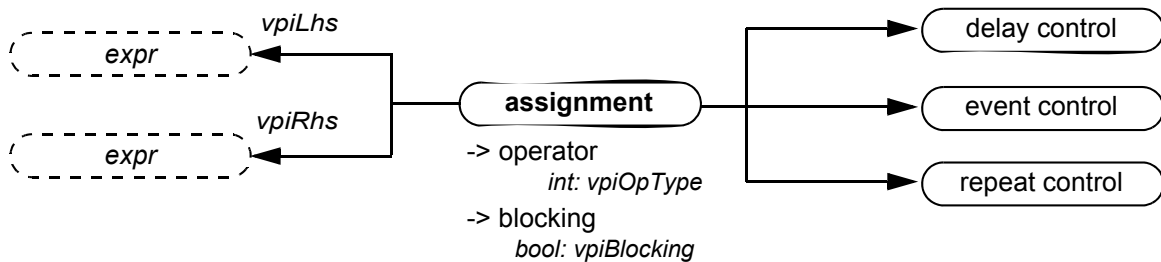 vpiLhs
expr
vpiRhs
expr
assignment
-> operator
int: vpiOpType
-> blocking
bool: vpiBlocking
delay control
event control
repeat control